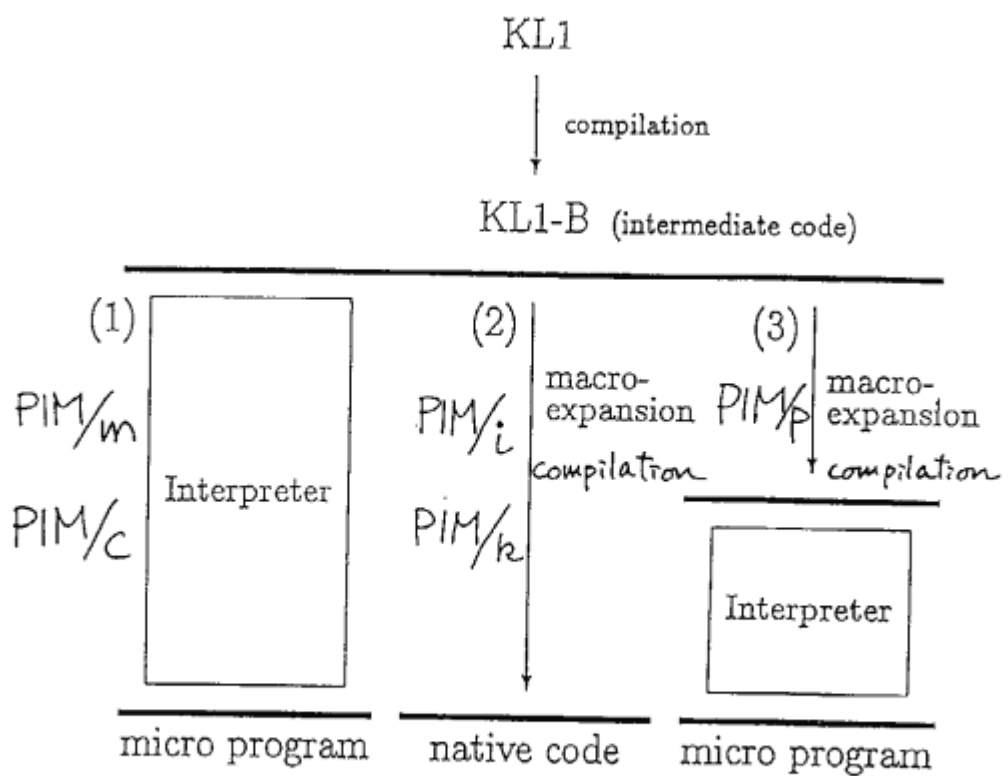 KL1
compilation
KL1-B (intermediate code)
(1)
PIM/m
PIM/c
Interpreter
micro program
(2)
PIM/i
PIM/k
macro-
expansion
compilation
native code
(3)
PIM/p
macro-
expansion
compilation
Interpreter
micro program